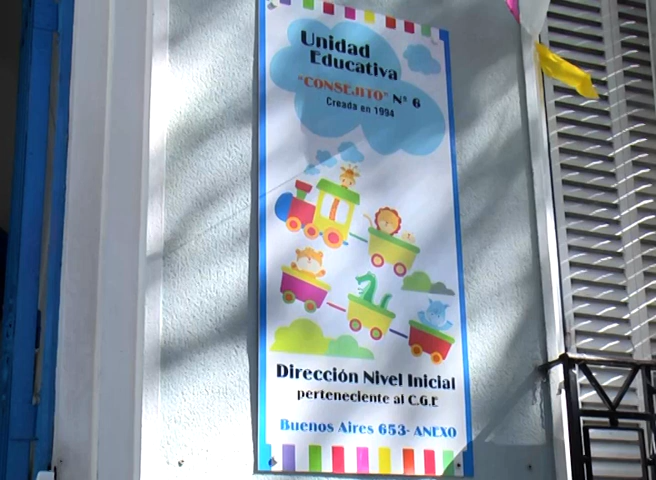 Unidad
Educativa
"CONSEJITO" N° 6
Creada en 1994
Dirección Nivel Inicial
perteneciente al C.G.E
Buenos Aires 653- ANEXO